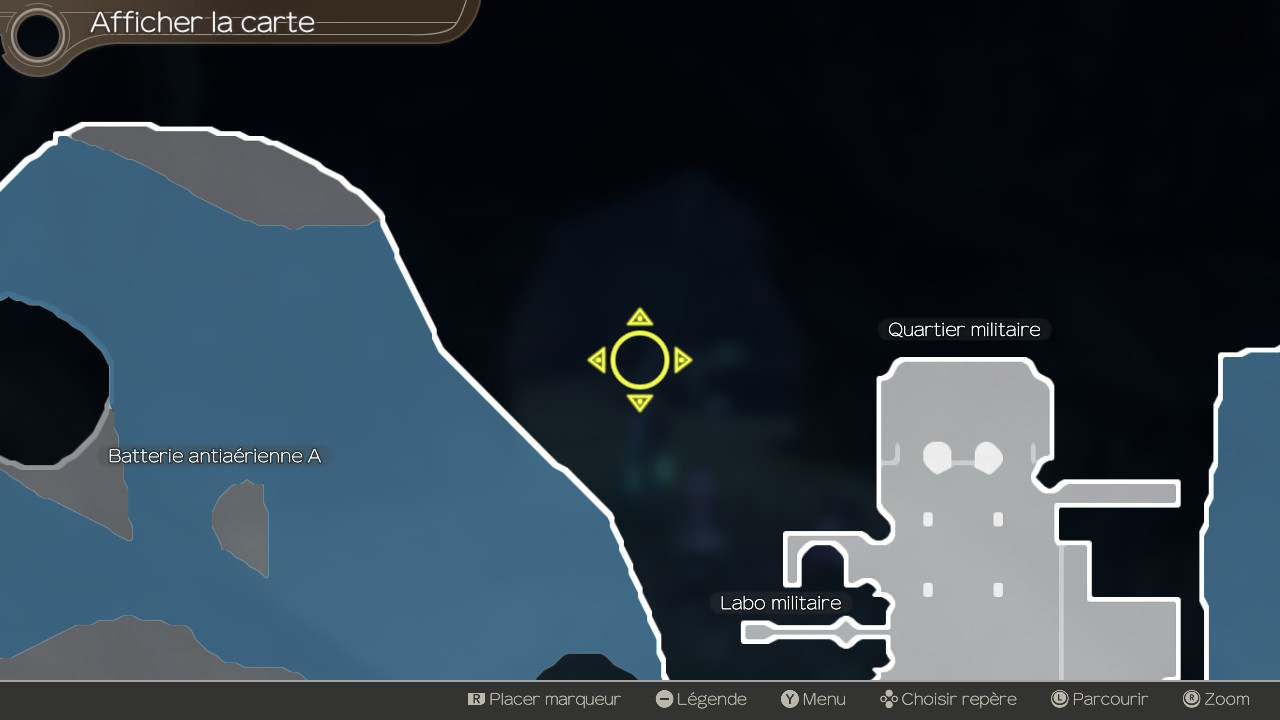 Afficher la carte
Quartier militaire
Batterie antiaérienne A
Labo militaire
R Placer marqueur Légende Y Menu Choisir repère L Parcourir R Zoom